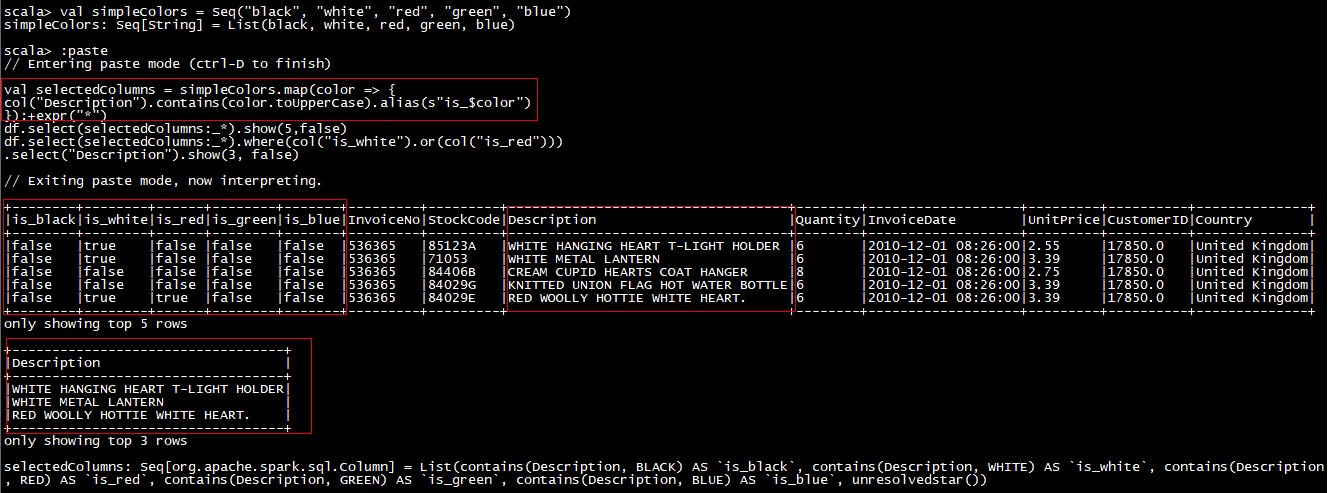 scala> val simpleColors = Seq("black", "white", "red", "green", "blue")
simpleColors: Seq[String] = List(black, white, red, green, blue)
scala> :paste
// Entering paste mode (ctrl-D to finish)
val selectedColumns = simpleColors.map(color => {
col("Description").contains(color.toUpperCase).alias(s"is_$color")
}):+expr("*")
df.select(selectedColumns:_*).show(5,false)
df.select(selectedColumns:_*).where(col("is_white").or(col("is_red")))
.select("Description").show(3, false)
// Exiting paste mode, now interpreting.
+--------+--------+------+--------+-------+---------+---------+-----------------------------------+--------+-------------------+---------+----------+--------------+
|is_black|is_white|is_red|is_green|is_blue|InvoiceNo|StockCode|Description                        |Quantity|InvoiceDate        |UnitPrice|CustomerID|Country       |
+--------+--------+------+--------+-------+---------+---------+-----------------------------------+--------+-------------------+---------+----------+--------------+
|false   |true    |false |false   |false  |536365   |85123A   |WHITE HANGING HEART T-LIGHT HOLDER |6       |2010-12-01 08:26:00|2.55     |17850.0   |United Kingdom|
|false   |true    |false |false   |false  |536365   |71053    |WHITE METAL LANTERN                |6       |2010-12-01 08:26:00|3.39     |17850.0   |United Kingdom|
|false   |false   |false |false   |false  |536365   |84406B   |CREAM CUPID HEARTS COAT HANGER     |8       |2010-12-01 08:26:00|2.75     |17850.0   |United Kingdom|
|false   |false   |false |false   |false  |536365   |84029G   |KNITTED UNION FLAG HOT WATER BOTTLE|6       |2010-12-01 08:26:00|3.39     |17850.0   |United Kingdom|
|false   |true    |true  |false   |false  |536365   |84029E   |RED WOOLLY HOTTIE WHITE HEART.     |6       |2010-12-01 08:26:00|3.39     |17850.0   |United Kingdom|
+--------+--------+------+--------+-------+---------+---------+-----------------------------------+--------+-------------------+---------+----------+--------------+
only showing top 5 rows
+----------------------------------+
|Description                       |
+----------------------------------+
|WHITE HANGING HEART T-LIGHT HOLDER|
|WHITE METAL LANTERN               |
|RED WOOLLY HOTTIE WHITE HEART.    |
+----------------------------------+
only showing top 3 rows
selectedColumns: Seq[org.apache.spark.sql.Column] = List(contains(Description, BLACK) AS `is_black`, contains(Description, WHITE) AS `is_white`, contains(Description
, RED) AS `is_red`, contains(Description, GREEN) AS `is_green`, contains(Description, BLUE) AS `is_blue`, unresolvedstar())